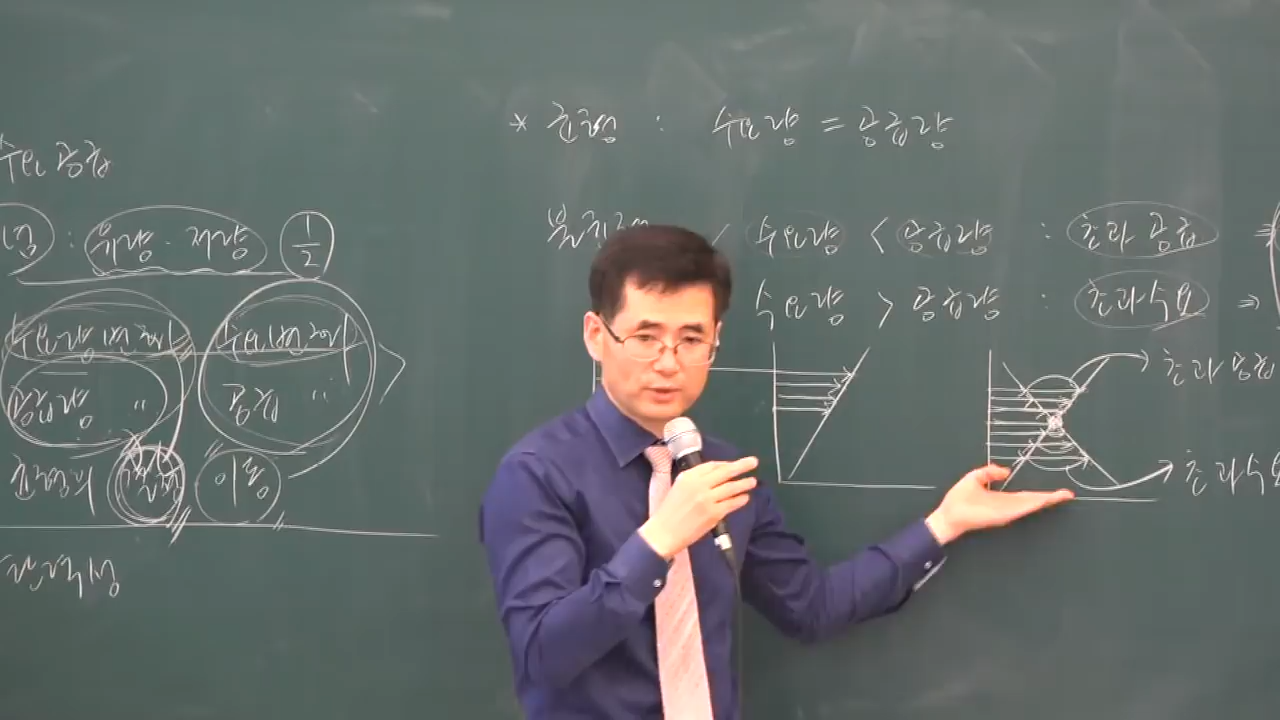 수요 공급
: 유량 · 저량 1/2
수요량 변화 수요 변화
공급량 〃 공급 〃
균형의 이동
탄력성
* 균형 : 수요량 = 공급량
불균형 수요량 < 공급량 : 초과 공급 ⇒
수요량 > 공급량 : 초과수요 ⇒
초과 공급
초과수요